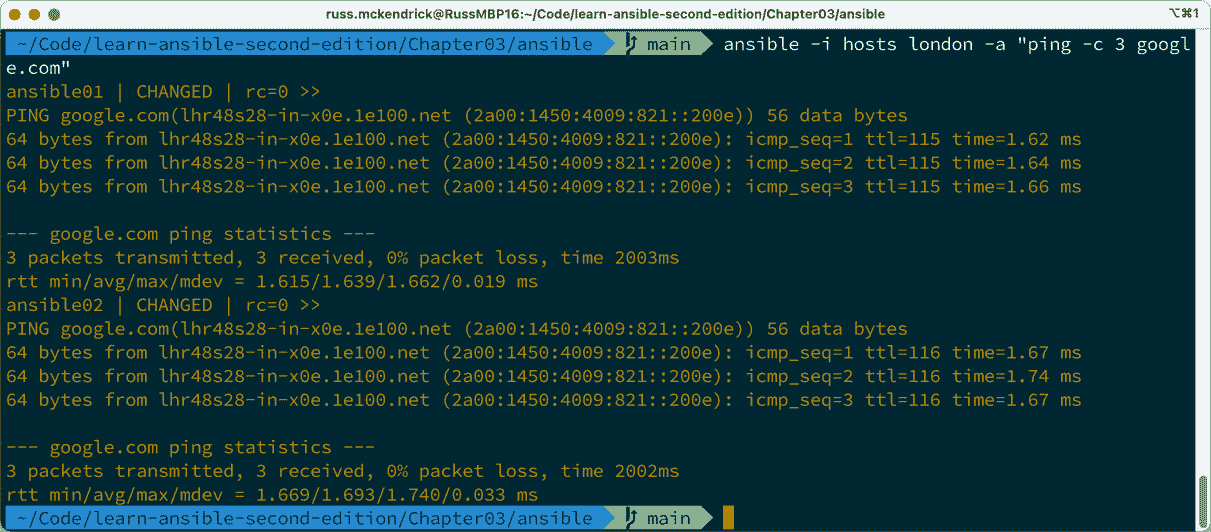 russ.mckendrick@RussMBP16:~/Code/learn-ansible-second-edition/Chapter03/ansible ⌥⌘1
~/Code/learn-ansible-second-edition/Chapter03/ansible main ansible -i hosts london -a "ping -c 3 googl
e.com"
ansible01 | CHANGED | rc=0 >>
PING google.com(lhr48s28-in-x0e.1e100.net (2a00:1450:4009:821::200e)) 56 data bytes
64 bytes from lhr48s28-in-x0e.1e100.net (2a00:1450:4009:821::200e): icmp_seq=1 ttl=115 time=1.62 ms
64 bytes from lhr48s28-in-x0e.1e100.net (2a00:1450:4009:821::200e): icmp_seq=2 ttl=115 time=1.64 ms
64 bytes from lhr48s28-in-x0e.1e100.net (2a00:1450:4009:821::200e): icmp_seq=3 ttl=115 time=1.66 ms
--- google.com ping statistics ---
3 packets transmitted, 3 received, 0% packet loss, time 2003ms
rtt min/avg/max/mdev = 1.615/1.639/1.662/0.019 ms
ansible02 | CHANGED | rc=0 >>
PING google.com(lhr48s28-in-x0e.1e100.net (2a00:1450:4009:821::200e)) 56 data bytes
64 bytes from lhr48s28-in-x0e.1e100.net (2a00:1450:4009:821::200e): icmp_seq=1 ttl=116 time=1.67 ms
64 bytes from lhr48s28-in-x0e.1e100.net (2a00:1450:4009:821::200e): icmp_seq=2 ttl=116 time=1.74 ms
64 bytes from lhr48s28-in-x0e.1e100.net (2a00:1450:4009:821::200e): icmp_seq=3 ttl=116 time=1.67 ms
--- google.com ping statistics ---
3 packets transmitted, 3 received, 0% packet loss, time 2002ms
rtt min/avg/max/mdev = 1.669/1.693/1.740/0.033 ms
~/Code/learn-ansible-second-edition/Chapter03/ansible main